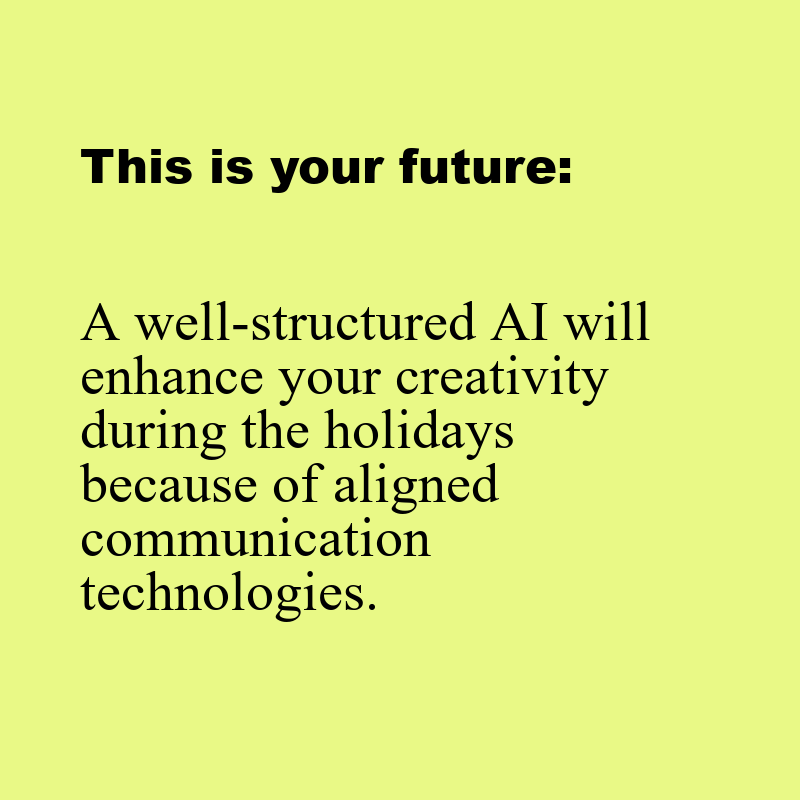 This is your future:
A well-structured AI will
enhance your creativity
during the holidays
because of aligned
communication
technologies.